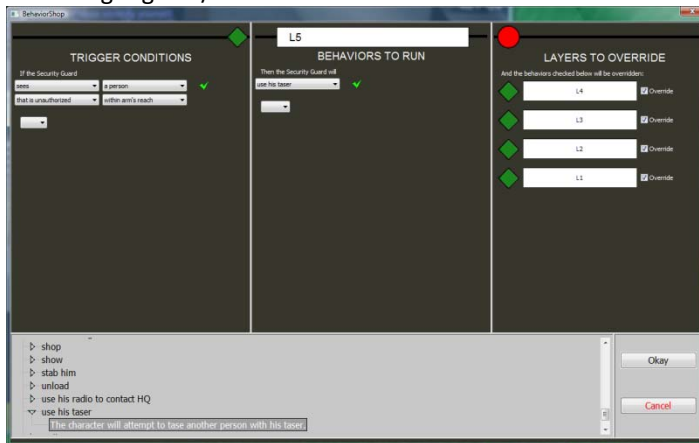 BehaviorShop
L5
TRIGGER CONDITIONS
If the Security Guard
sees a person
that is unauthorized within arm's reach
BEHAVIORS TO RUN
Then the Security Guard will
use his taser
LAYERS TO OVERRIDE
And the behaviors checked below will be overridden:
L4 Override
L3 Override
L2 Override
L1 Override
shop
show
stab him
unload
use his radio to contact HQ
use his taser
The character will attempt to tase another person with his taser.
Okay
Cancel